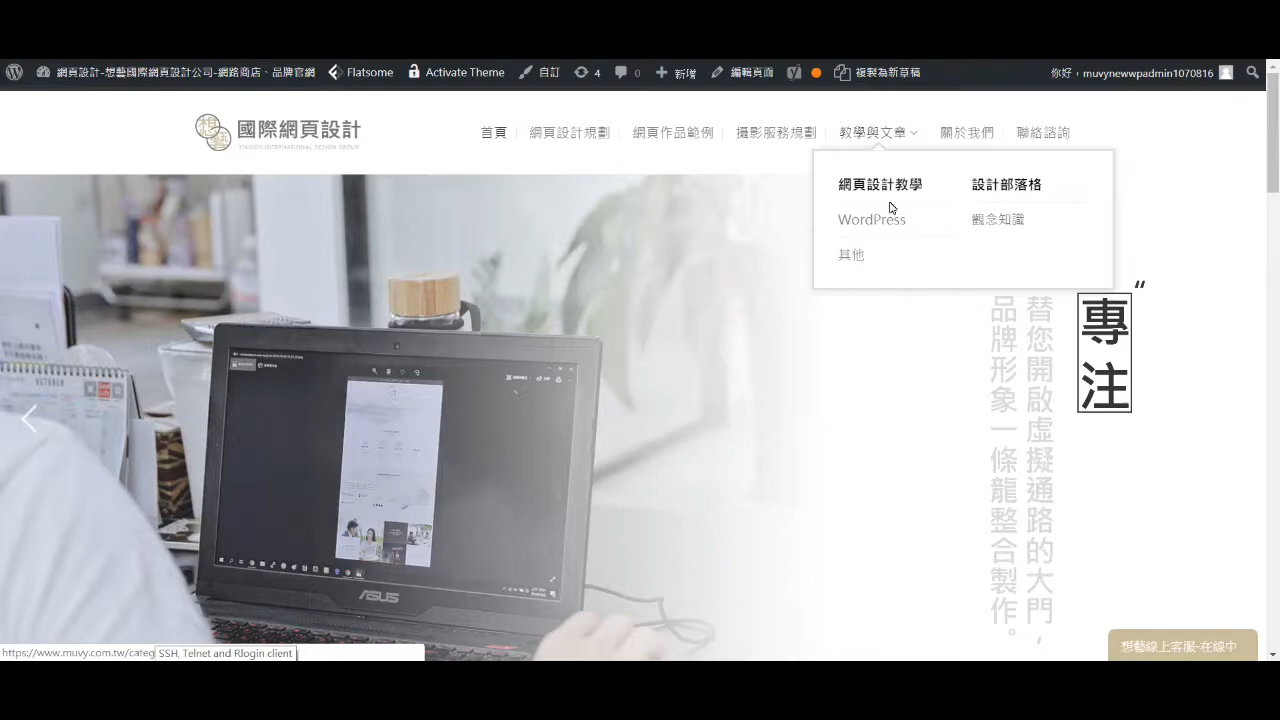 網頁設計-想藝國際網頁設計公司-網路商店、品牌官網 Flatsome Activate Theme 自訂 4 0 新增 編輯頁面 複製為新草稿 你好，muvynewwpadmin1070816
想藝 國際網頁設計
XIANGYI INTERNATIONAL DESIGN GROUP
首頁 網頁設計規劃 網頁作品範例 攝影服務規劃 教學與文章 關於我們 聯絡諮詢
網頁設計教學 設計部落格
WordPress 觀念知識
其他
“
專注
替您開啟虛擬通路的大門，
品牌形象一條龍整合製作。
OCTOBER
ASUS
想藝線上客服-在線中
https://www.muvy.com.tw/categ SSH, Telnet and Rlogin client